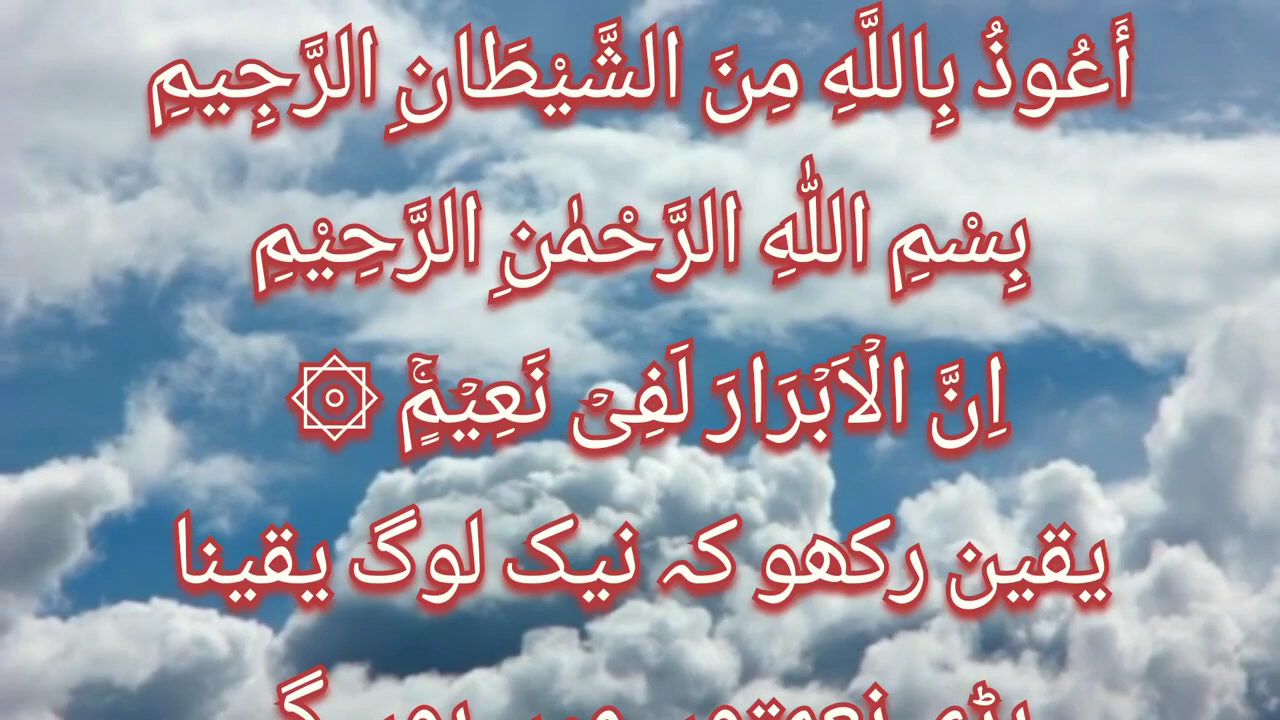 أَعُوذُ بِاللَّهِ مِنَ الشَّيْطَانِ الرَّجِيمِ
بِسْمِ اللّٰهِ الرَّحْمٰنِ الرَّحِيْمِ
اِنَّ الۡاَبۡرَارَ لَفِىۡ نَعِيۡمٍۚ ۞
یقین رکھو کہ نیک لوگ یقینا